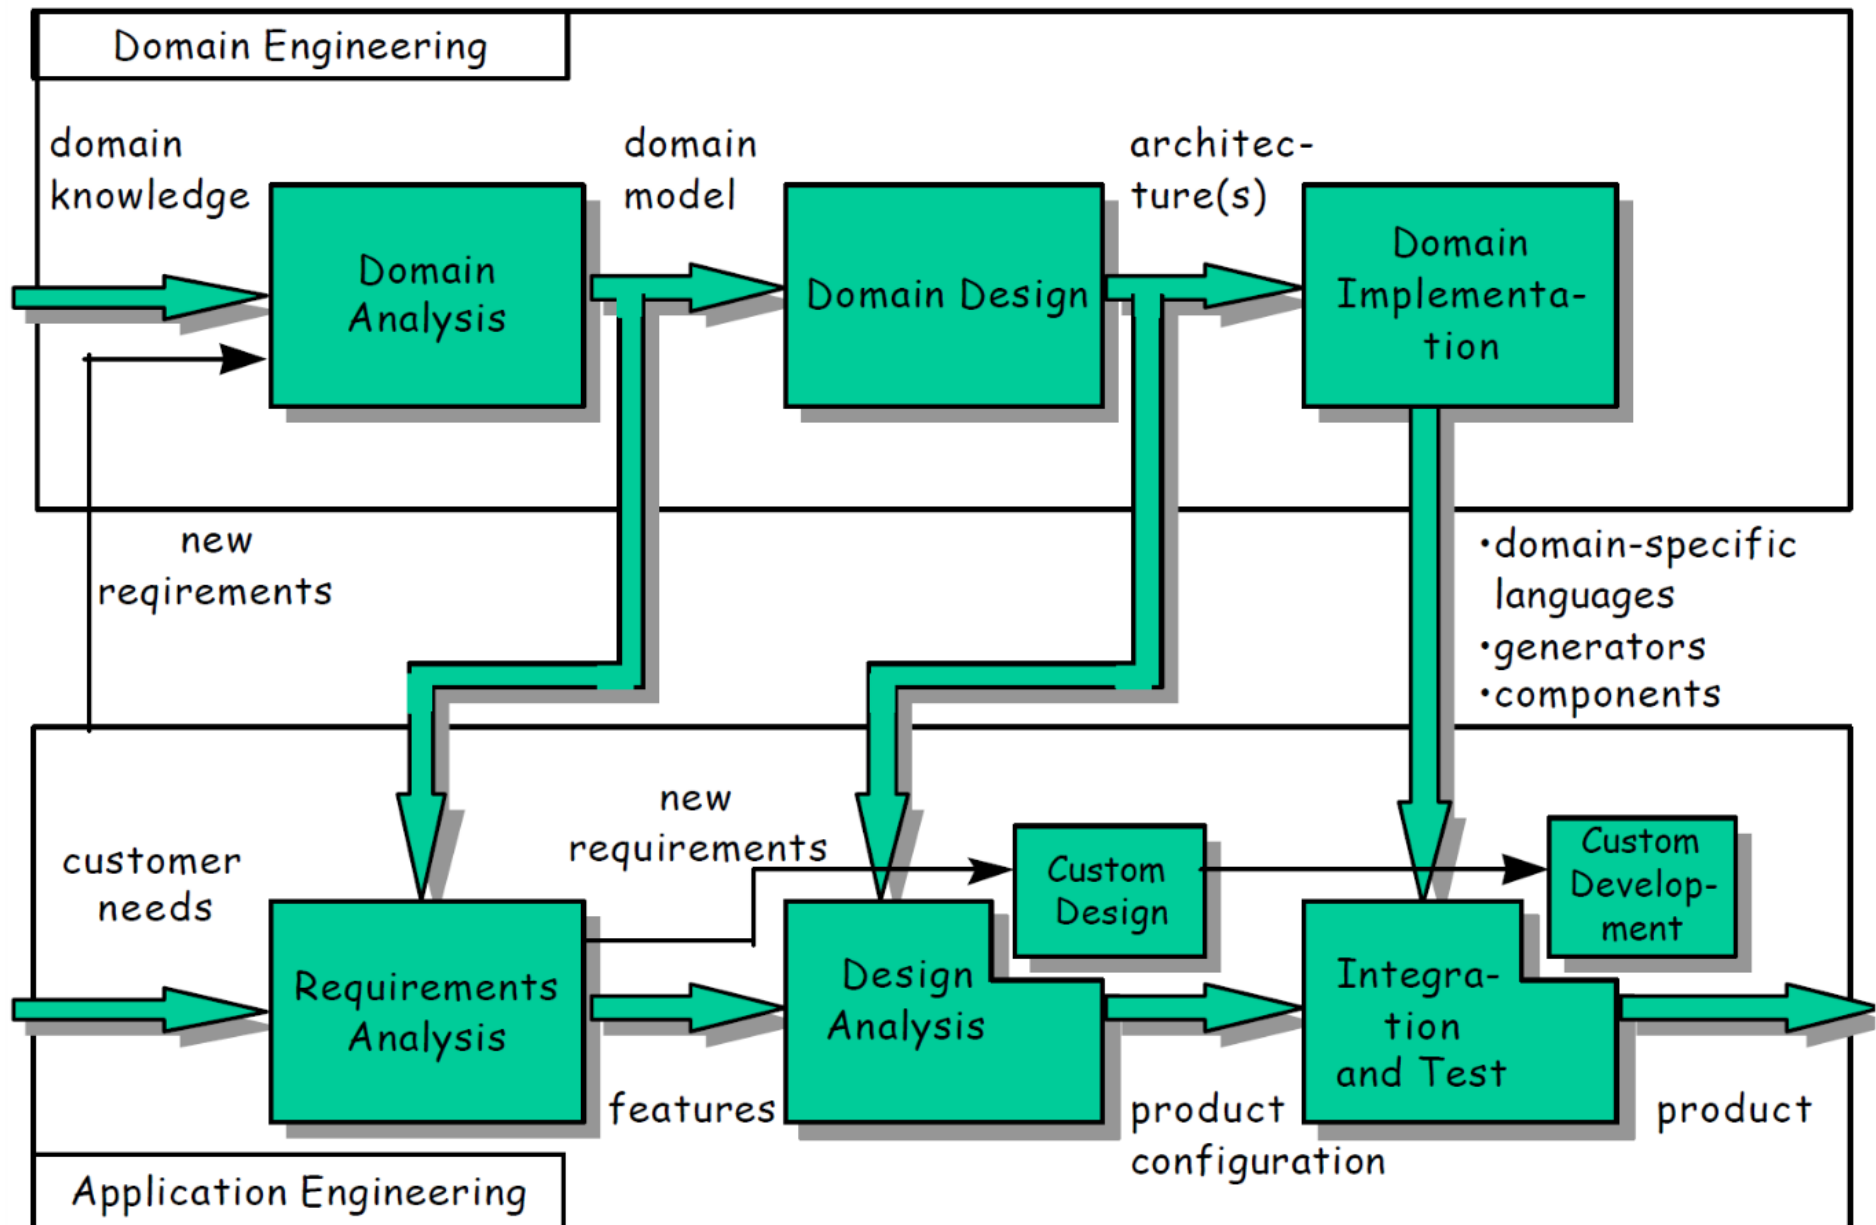 Domain Engineering
domain
knowledge
domain
model
architec-
ture(s)
Domain
Analysis
Domain Design
Domain
Implementa-
tion
new
reqirements
•domain-specific
languages
•generators
•components
customer
needs
new
requirements
Custom
Design
Custom
Develop-
ment
Requirements
Analysis
Design
Analysis
Integra-
tion
and Test
features
product
configuration
product
Application Engineering